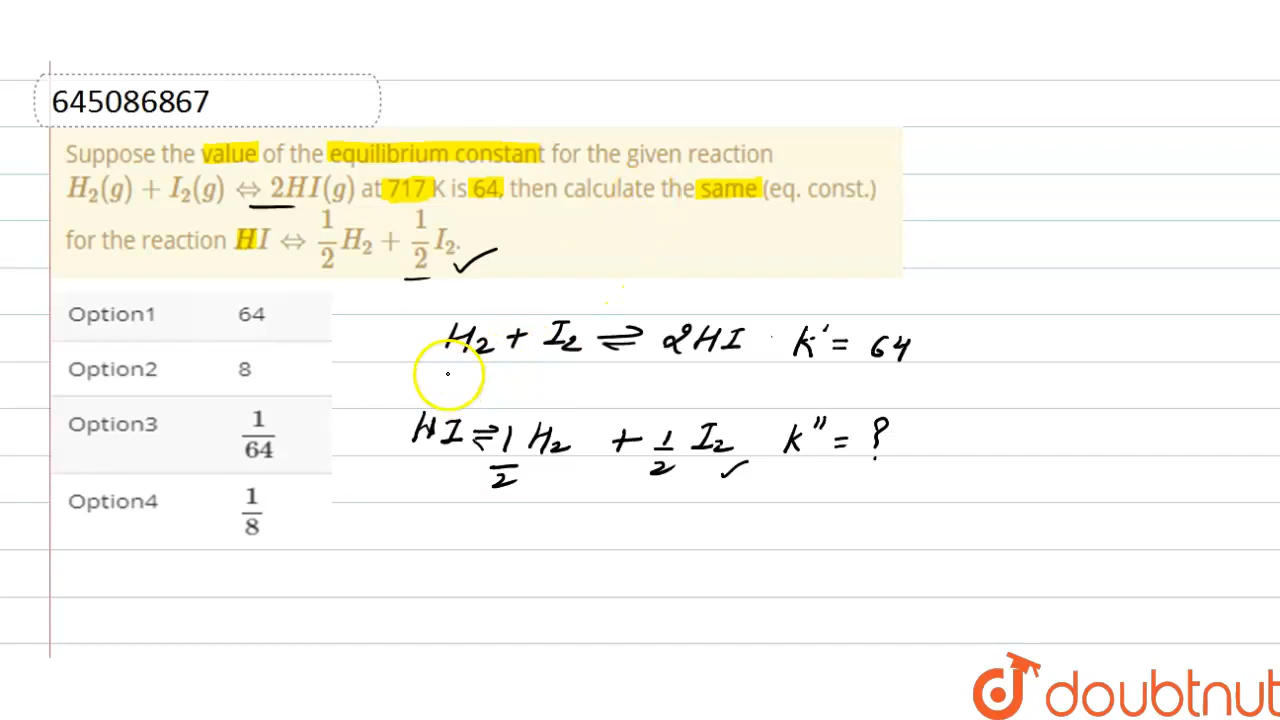 645086867
Suppose the value of the equilibrium constant for the given reaction
H₂(g) + I₂(g) ⇔ 2HI(g) at 717 K is 64, then calculate the same (eq. const.)
for the reaction HI ⇔ 1/2 H₂ + 1/2 I₂.
Option1 64
Option2 8
Option3 1/64
Option4 1/8
H₂ + I₂ ⇌ 2HI K' = 64
HI ⇌ 1/2 H₂ + 1/2 I₂ K'' = ?
doubtnut